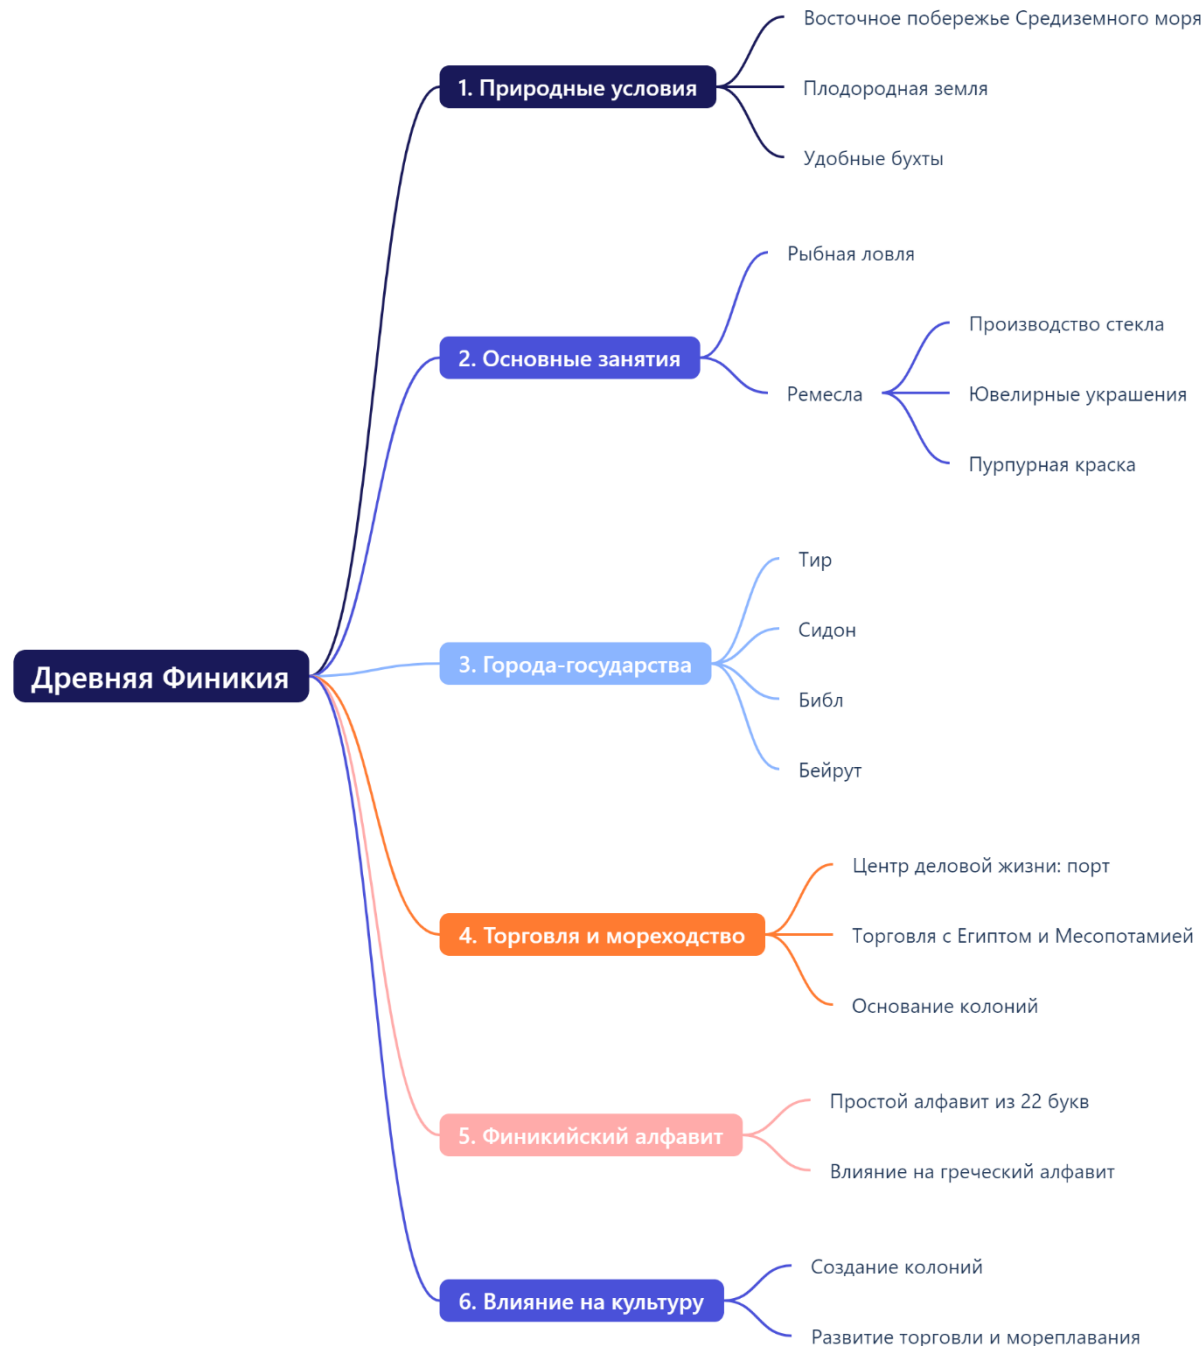 Древняя Финикия
1. Природные условия
Восточное побережье Средиземного моря
Плодородная земля
Удобные бухты
2. Основные занятия
Рыбная ловля
Ремесла
Производство стекла
Ювелирные украшения
Пурпурная краска
3. Города-государства
Тир
Сидон
Библ
Бейрут
4. Торговля и мореходство
Центр деловой жизни: порт
Торговля с Египтом и Месопотамией
Основание колоний
5. Финикийский алфавит
Простой алфавит из 22 букв
Влияние на греческий алфавит
6. Влияние на культуру
Создание колоний
Развитие торговли и мореплавания